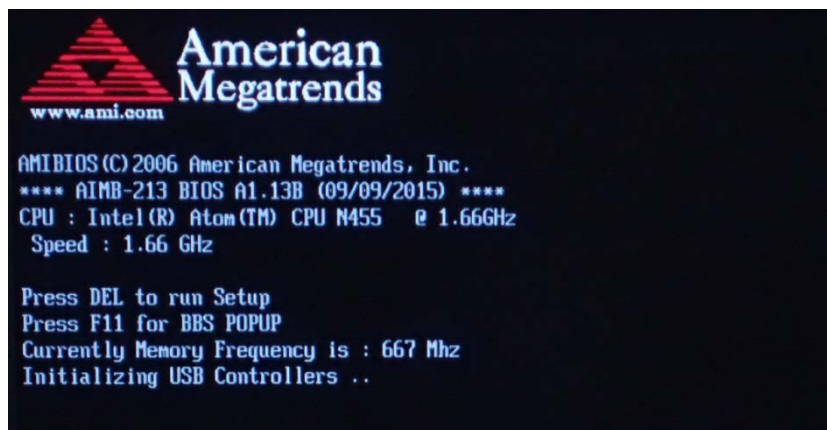 American
Megatrends
www.ami.com
AMIBIOS(C)2006 American Megatrends, Inc.
**** AIMB-213 BIOS A1.13B (09/09/2015) ****
CPU : Intel(R) Atom(TM) CPU N455 @ 1.66GHz
Speed : 1.66 GHz
Press DEL to run Setup
Press F11 for BBS POPUP
Currently Memory Frequency is : 667 Mhz
Initializing USB Controllers ..